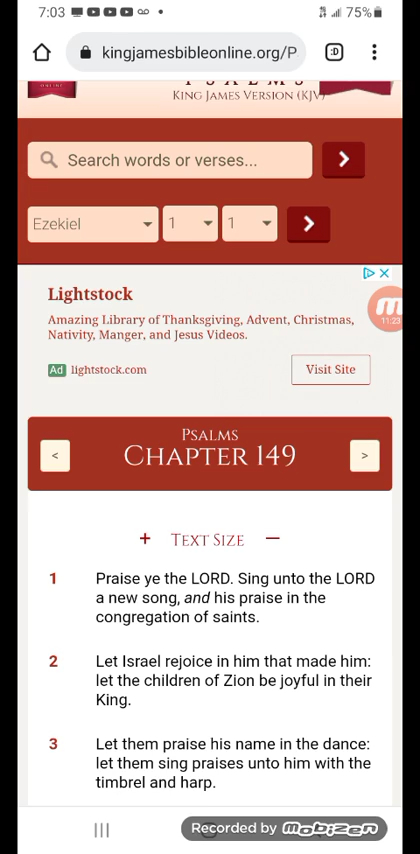 7:03 75%
kingjamesbibleonline.org/P :D
ONLINE PSALMS
KING JAMES VERSION (KJV)
Search words or verses... >
Ezekiel 1 1 >
Lightstock
Amazing Library of Thanksgiving, Advent, Christmas,
Nativity, Manger, and Jesus Videos.
Ad lightstock.com Visit Site
m
11:23
PSALMS
< CHAPTER 149 >
+ TEXT SIZE −
1 Praise ye the LORD. Sing unto the LORD
a new song, and his praise in the
congregation of saints.
2 Let Israel rejoice in him that made him:
let the children of Zion be joyful in their
King.
3 Let them praise his name in the dance:
let them sing praises unto him with the
timbrel and harp.
Recorded by mobizen